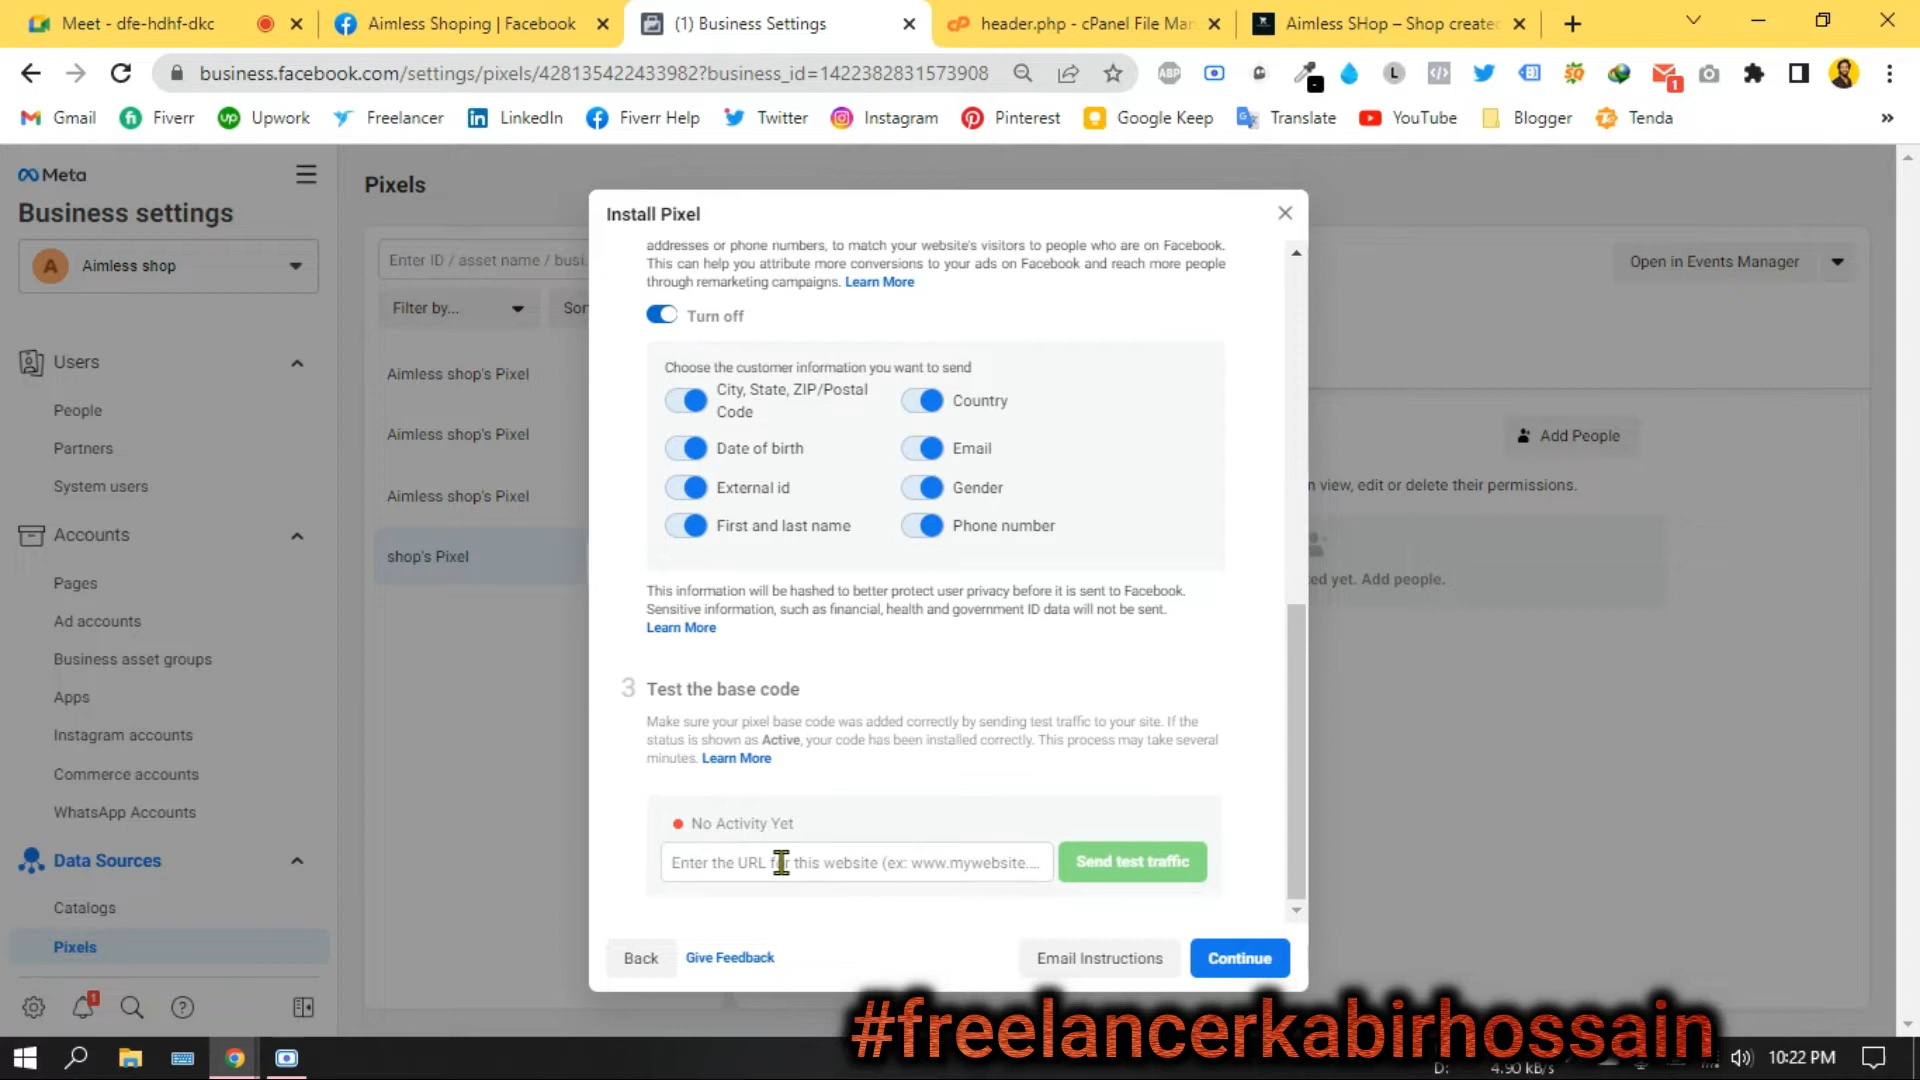 Meet - dfe-hdhf-dkc
Aimless Shoping | Facebook
(1) Business Settings
header.php - cPanel File Man
Aimless SHop – Shop created
business.facebook.com/settings/pixels/428135422433982?business_id=1422382831573908
ABP
L
1
Gmail
Fiverr
Upwork
Freelancer
LinkedIn
Fiverr Help
Twitter
Instagram
Pinterest
Google Keep
Translate
YouTube
Blogger
Tenda
»
Meta
Business settings
A
Aimless shop
Users
People
Partners
System users
Accounts
Pages
Ad accounts
Business asset groups
Apps
Instagram accounts
Commerce accounts
WhatsApp Accounts
Data Sources
Catalogs
Pixels
1
Pixels
Enter ID / asset name / busi
Filter by...
Sor
Aimless shop's Pixel
Aimless shop's Pixel
Aimless shop's Pixel
shop's Pixel
Open in Events Manager
Add People
n view, edit or delete their permissions.
ed yet. Add people.
Install Pixel
addresses or phone numbers, to match your website's visitors to people who are on Facebook.
This can help you attribute more conversions to your ads on Facebook and reach more people
through remarketing campaigns. Learn More
Turn off
Choose the customer information you want to send
City, State, ZIP/Postal
Code
Country
Date of birth
Email
External id
Gender
First and last name
Phone number
This information will be hashed to better protect user privacy before it is sent to Facebook.
Sensitive information, such as financial, health and government ID data will not be sent.
Learn More
3 Test the base code
Make sure your pixel base code was added correctly by sending test traffic to your site. If the
status is shown as Active, your code has been installed correctly. This process may take several
minutes. Learn More
No Activity Yet
Enter the URL for this website (ex: www.mywebsite....
Send test traffic
Back
Give Feedback
Email Instructions
Continue
#freelancerkabirhossain
D:
4.90 kB/s
10:22 PM